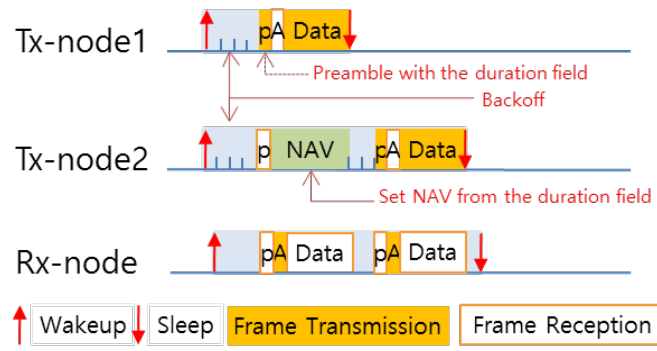 Tx-node1
pA Data
Preamble with the duration field
Backoff
Tx-node2
p NAV pA Data
Set NAV from the duration field
Rx-node
pA Data pA Data
Wakeup Sleep Frame Transmission Frame Reception